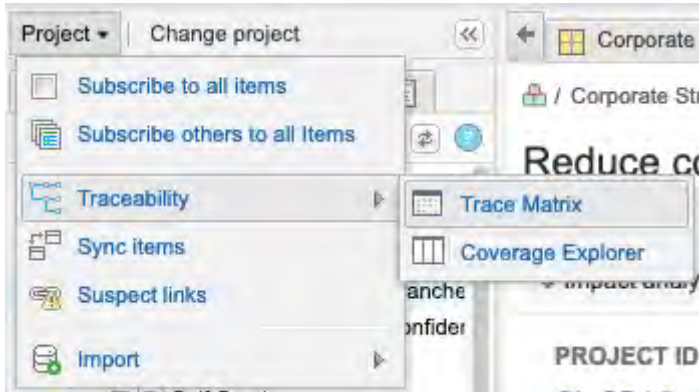 Project
Change project
Corporate
Subscribe to all items
/ Corporate Str
Subscribe others to all Items
Reduce co
Traceability
Trace Matrix
Sync items
Coverage Explorer
Suspect links
anche
onfider
Import
PROJECT ID